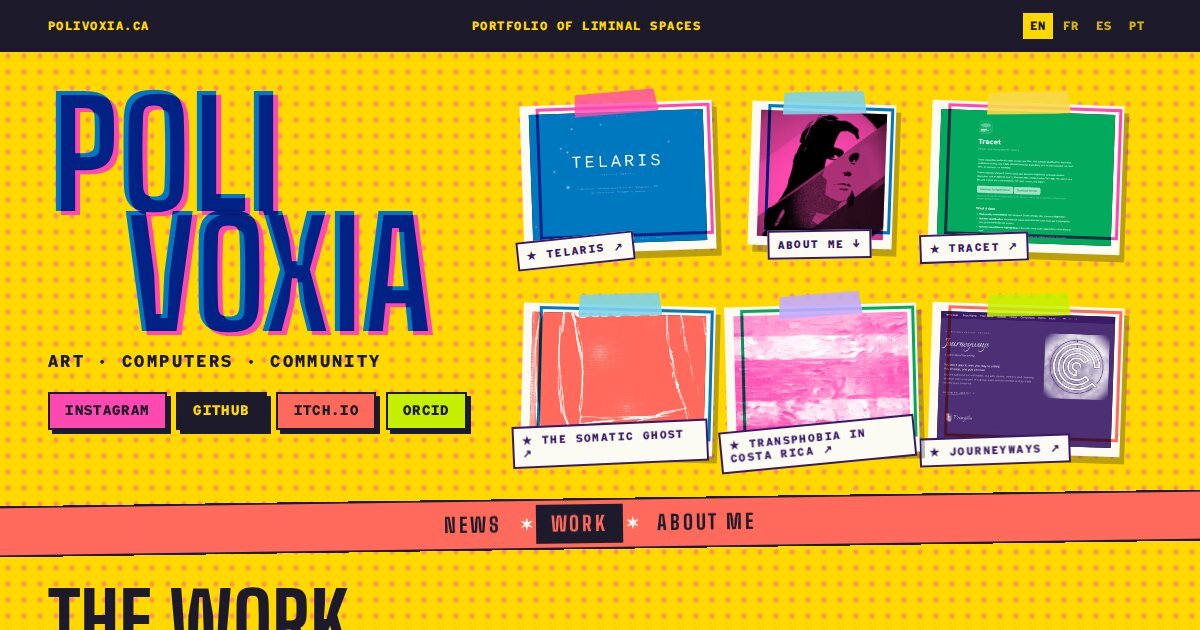 POLIVOXIA.CA
PORTFOLIO OF LIMINAL SPACES
EN FR ES PT
POLI
VOXIA
ART · COMPUTERS · COMMUNITY
INSTAGRAM GITHUB ITCH.IO ORCID
TELARIS
★ TELARIS ↗
ABOUT ME ↓
Tracet
★ TRACET ↗
★ THE SOMATIC GHOST
↗
★ TRANSPHOBIA IN
COSTA RICA ↗
Journeyways
★ JOURNEYWAYS ↗
NEWS ✶ WORK ✶ ABOUT ME
THE WORK